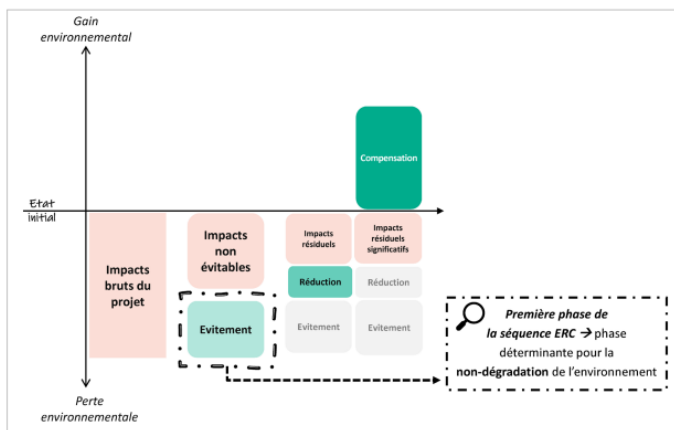 Gain
environnemental
Compensation
Etat
initial
Impacts
bruts du
projet
Impacts
non
évitables
Evitement
Impacts
résiduels
Réduction
Evitement
Impacts
résiduels
significatifs
Réduction
Evitement
Première phase de
la séquence ERC → phase
déterminante pour la
non-dégradation de l'environnement
Perte
environnementale